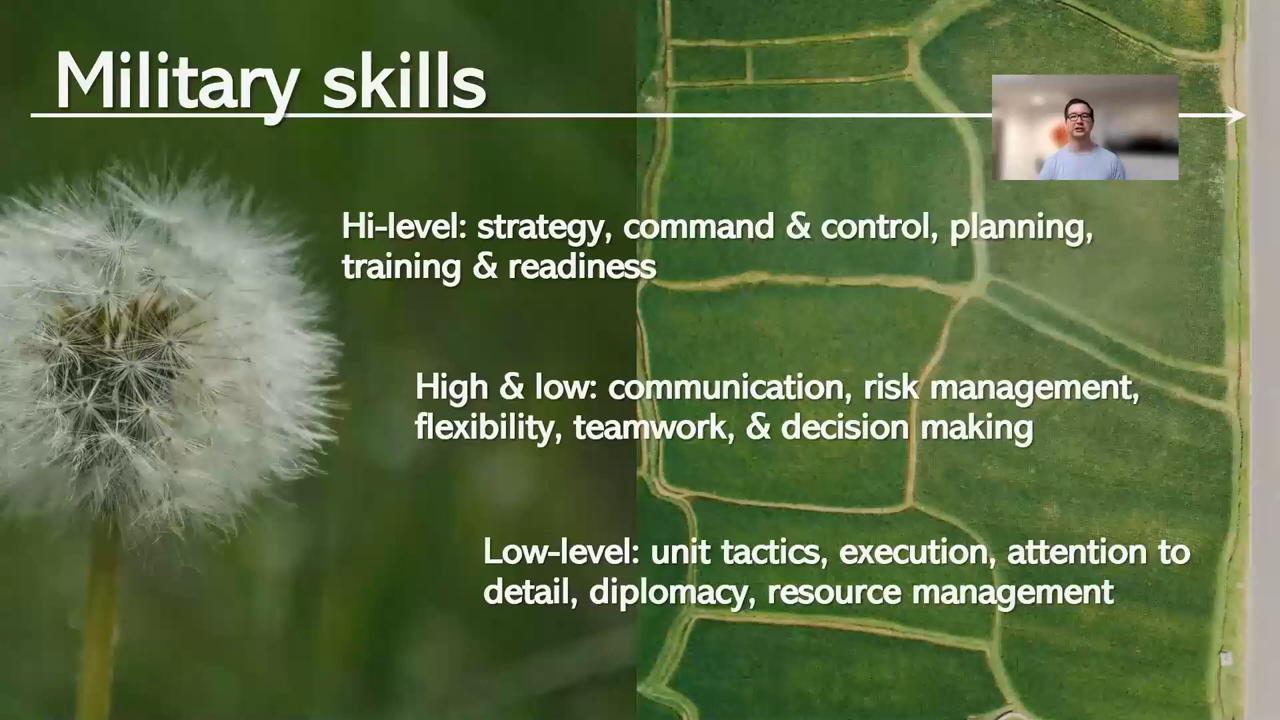 Military skills
Hi-level: strategy, command & control, planning,
training & readiness
High & low: communication, risk management,
flexibility, teamwork, & decision making
Low-level: unit tactics, execution, attention to
detail, diplomacy, resource management